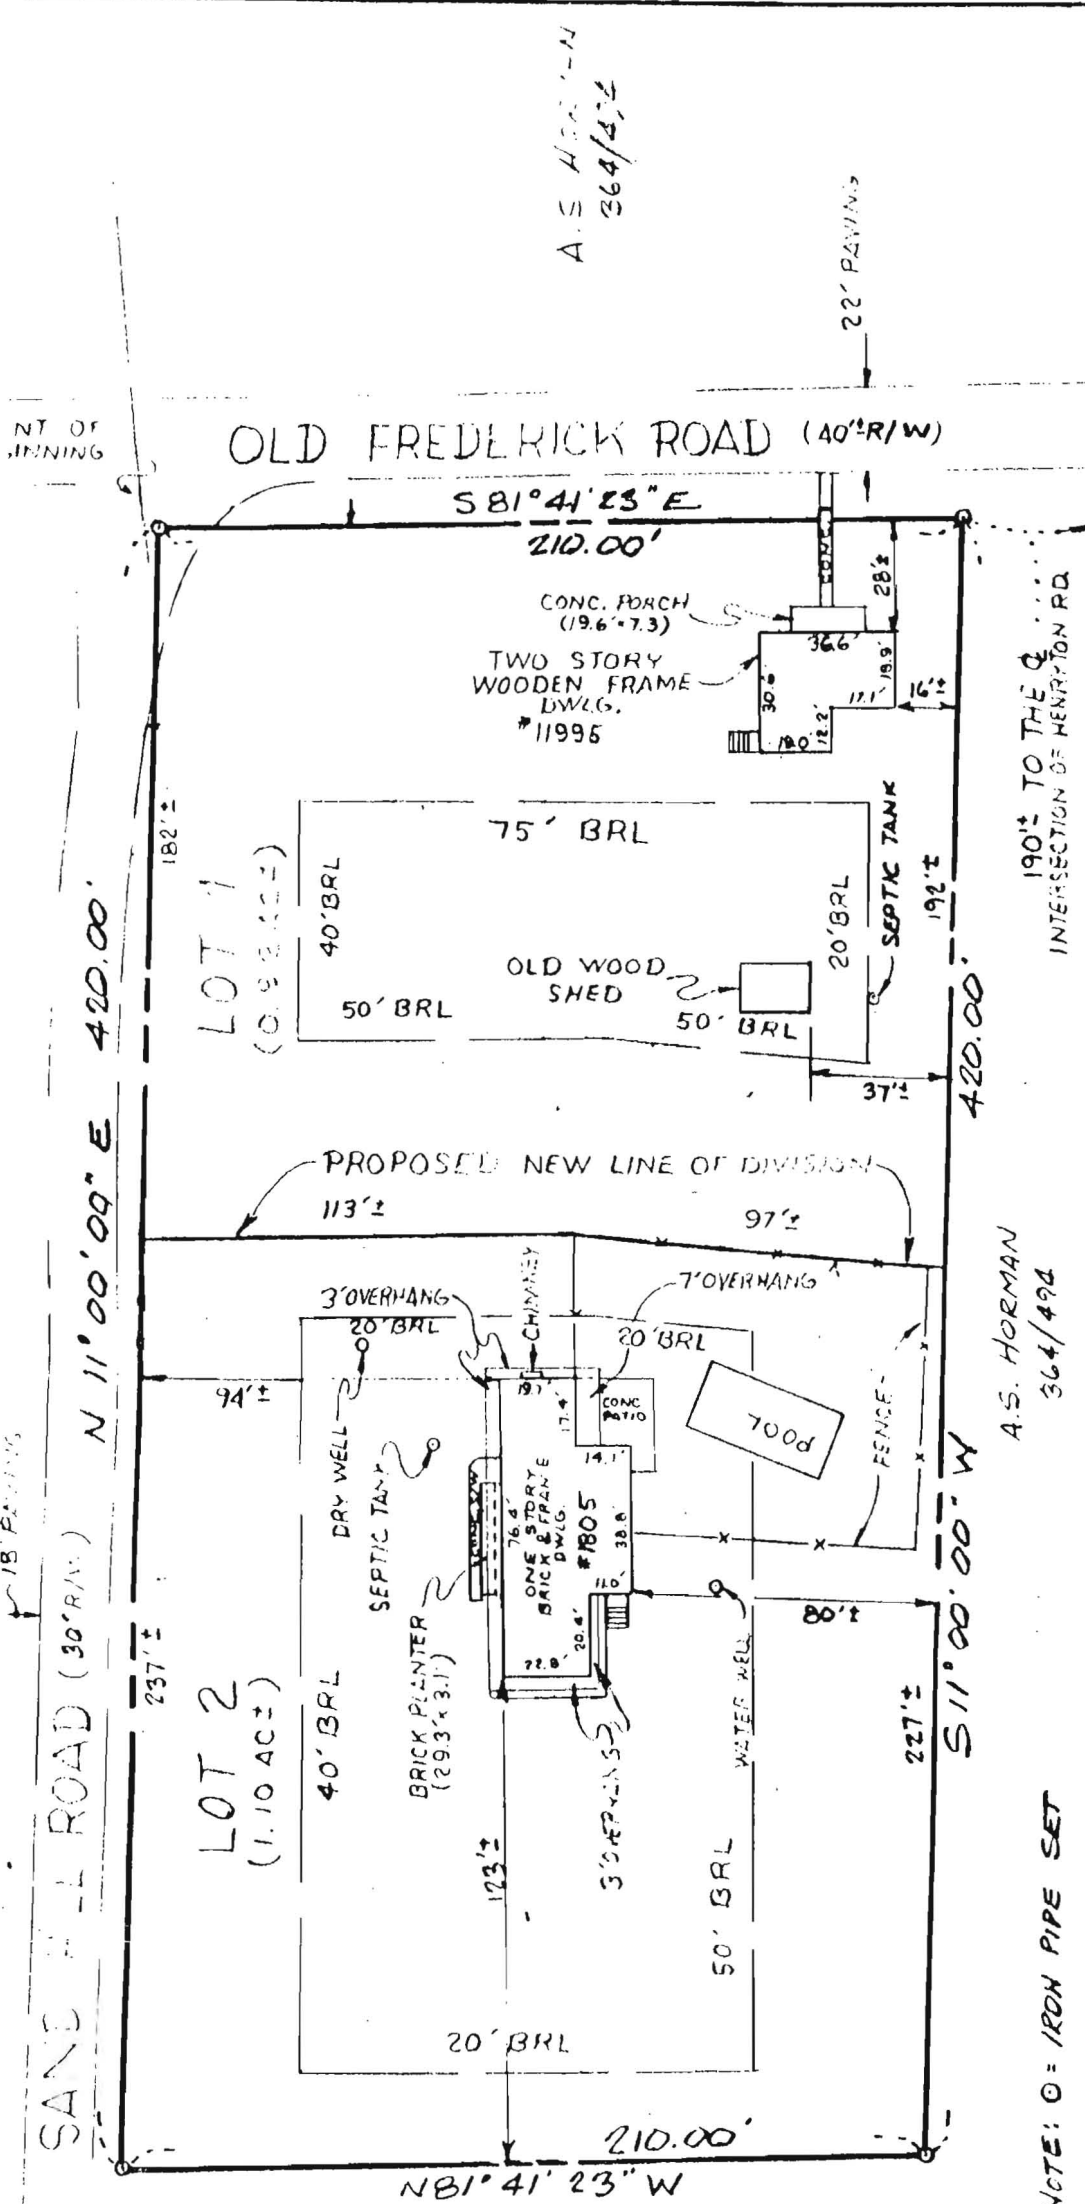 364/
22' PAVING
NT OF
INNING
OLD FREDERICK ROAD (40'±R/W)
S 81° 41' 23" E
210.00'
CONC.
28'±
CONC. PORCH
(19.6'×7.3)
36.6'
TWO STORY
WOODEN FRAME
DWLG.
#11995
30.8'
18.9'
17.1'
16'±
12.2'
19.0'
190'± TO THE ℄
INTERSECTION OF HENRYTON RD.
182'±
75' BRL
SEPTIC TANK
192'±
LOT 1
40' BRL
20' BRL
OLD WOOD
SHED
50' BRL
50' BRL
37'±
N 11° 00' 00" E 420.00'
420.00'
PROPOSED NEW LINE OF DIVISION
113'±
97'±
3' OVERHANG
CHIMNEY
7' OVERHANG
20' BRL
20' BRL
94'±
19.7'
17.4'
CONC
PATIO
POOL
FENCE
A.S. HORMAN
364/494
18' PAVING
DRY WELL
SEPTIC TANK
14.1'
76.4'
ONE STORY
BRICK & FRAME
DWLG.
#1805
38.8'
11.0'
80'±
S 11° 00' 00" W
20.4'
22.8'
BRICK PLANTER
(29.3'×3.1')
WATER WELL
ROAD (30' R/W)
237'±
LOT 2
(1.10 AC±)
40' BRL
227'±
123'±
3' OVERHANGS
50' BRL
20' BRL
210.00'
N 81° 41' 23" W
NOTE: O = IRON PIPE SET